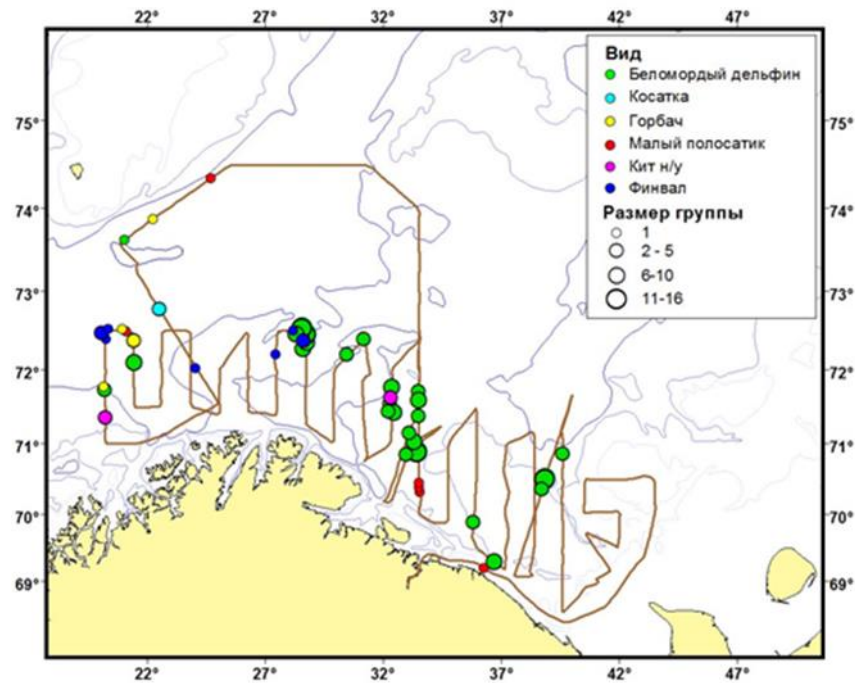 22° 27° 32° 37° 42° 47°
Вид
Беломордый дельфин
Косатка
Горбач
Малый полосатик
Кит н/у
Финвал
Размер группы
1
2 - 5
6-10
11-16
75° 75°
74° 74°
73° 73°
72° 72°
71° 71°
70° 70°
69° 69°
22° 27° 32° 37° 42° 47°